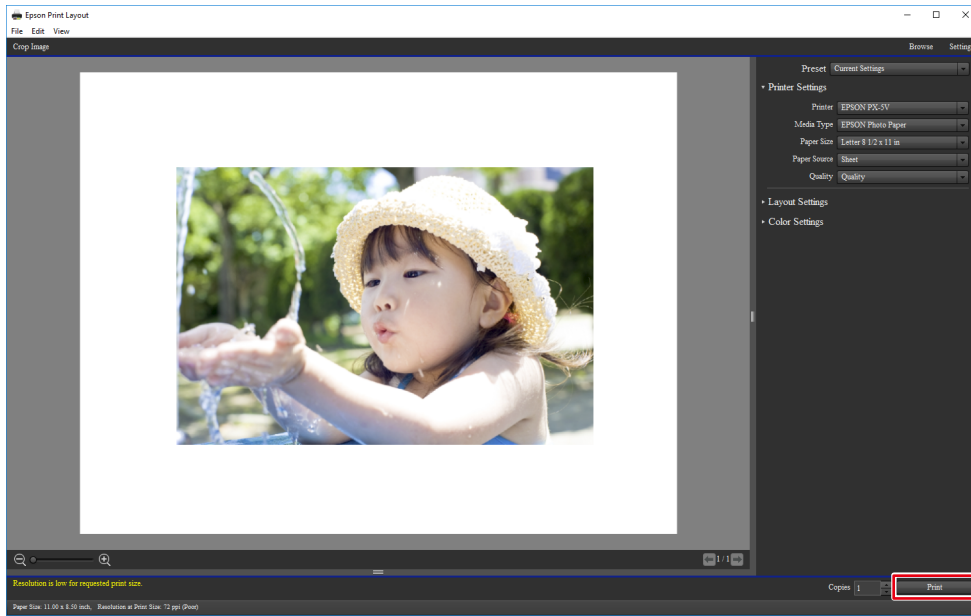 Epson Print Layout
File Edit View
Crop Image Browse Setting
Preset Current Settings
Printer Settings
Printer EPSON PX-5V
Media Type EPSON Photo Paper
Paper Size Letter 8 1/2 x 11 in
Paper Source Sheet
Quality Quality
Layout Settings
Color Settings
1 / 1
Resolution is low for requested print size.
Copies 1 Print
Paper Size: 11.00 x 8.50 inch, Resolution at Print Size: 72 ppi (Poor)